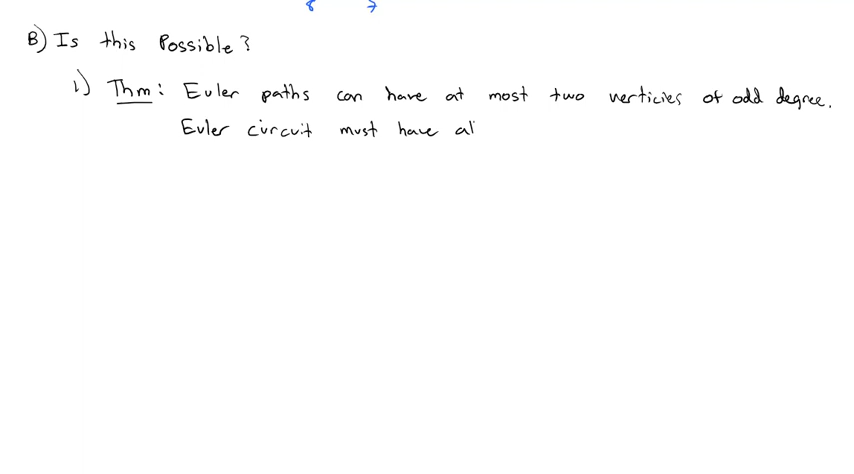 B) Is this Possible?
1) Thm: Euler paths can have at most two verticies of odd degree.
Euler circuit must have al